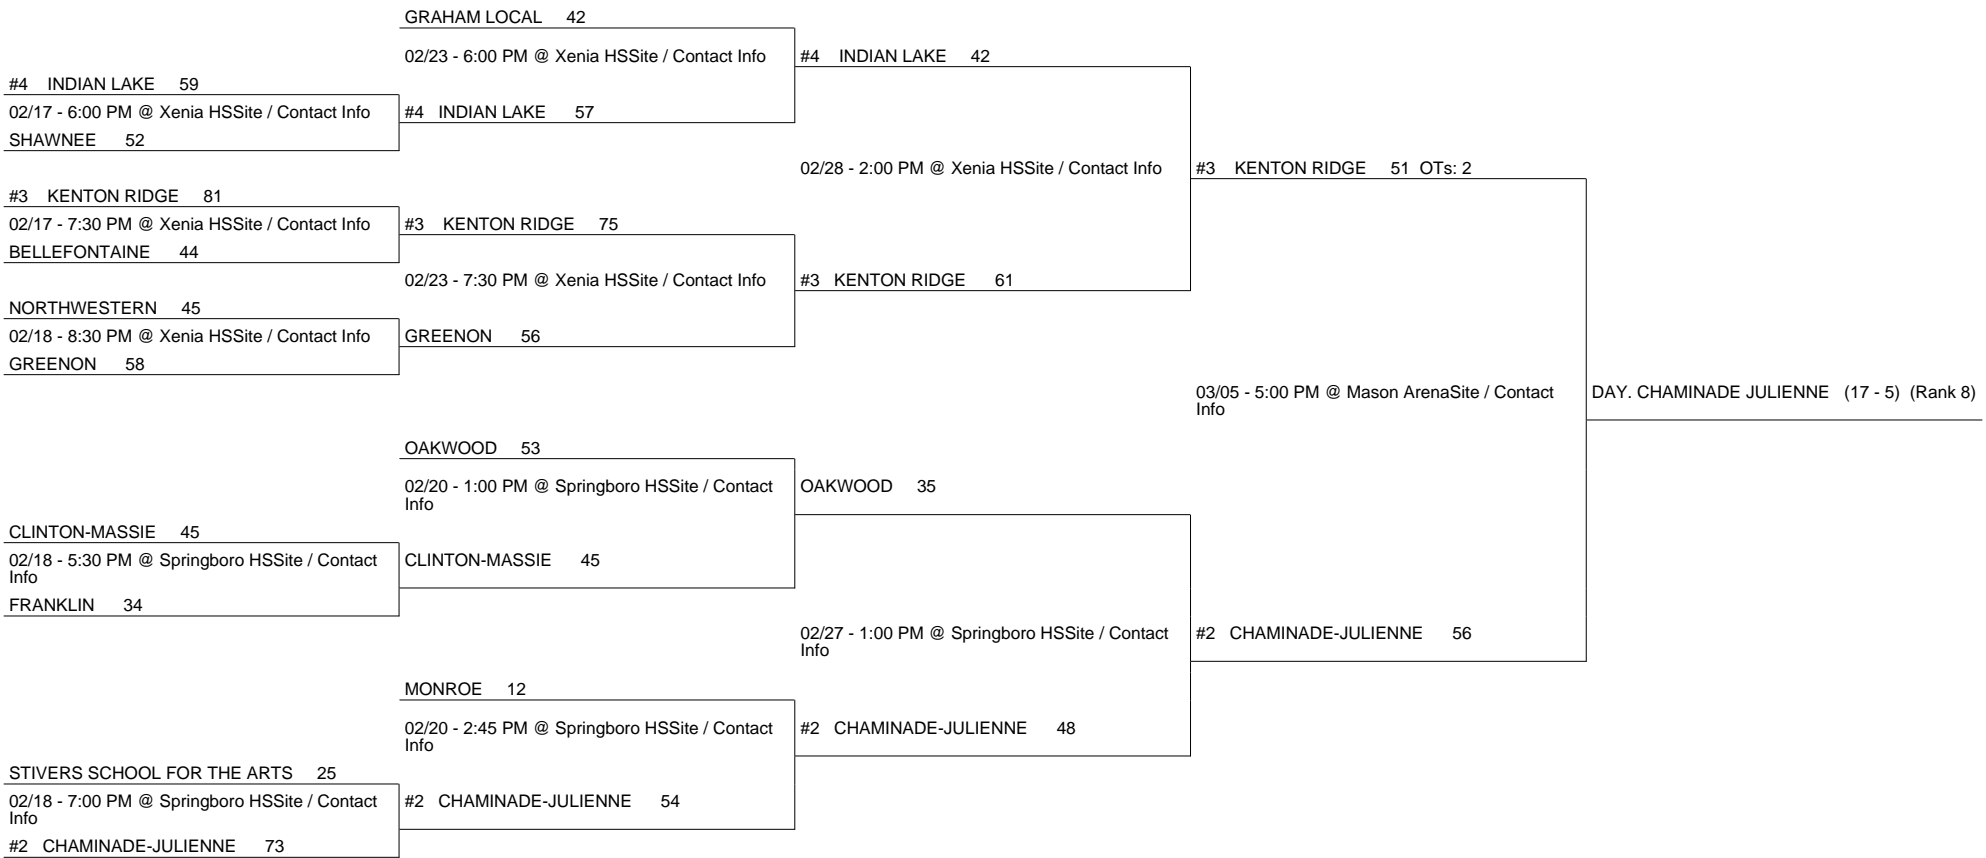 GRAHAM LOCAL 42
02/23 - 6:00 PM @ Xenia HSSite / Contact Info
#4 INDIAN LAKE 42
#4 INDIAN LAKE 59
02/17 - 6:00 PM @ Xenia HSSite / Contact Info
#4 INDIAN LAKE 57
SHAWNEE 52
02/28 - 2:00 PM @ Xenia HSSite / Contact Info
#3 KENTON RIDGE 51 OTs: 2
#3 KENTON RIDGE 81
02/17 - 7:30 PM @ Xenia HSSite / Contact Info
#3 KENTON RIDGE 75
BELLEFONTAINE 44
02/23 - 7:30 PM @ Xenia HSSite / Contact Info
#3 KENTON RIDGE 61
NORTHWESTERN 45
02/18 - 8:30 PM @ Xenia HSSite / Contact Info
GREENON 56
GREENON 58
03/05 - 5:00 PM @ Mason ArenaSite / Contact
Info
DAY. CHAMINADE JULIENNE (17 - 5) (Rank 8)
OAKWOOD 53
02/20 - 1:00 PM @ Springboro HSSite / Contact
Info
OAKWOOD 35
CLINTON-MASSIE 45
02/18 - 5:30 PM @ Springboro HSSite / Contact
Info
CLINTON-MASSIE 45
FRANKLIN 34
02/27 - 1:00 PM @ Springboro HSSite / Contact
Info
#2 CHAMINADE-JULIENNE 56
MONROE 12
02/20 - 2:45 PM @ Springboro HSSite / Contact
Info
#2 CHAMINADE-JULIENNE 48
STIVERS SCHOOL FOR THE ARTS 25
02/18 - 7:00 PM @ Springboro HSSite / Contact
Info
#2 CHAMINADE-JULIENNE 54
#2 CHAMINADE-JULIENNE 73